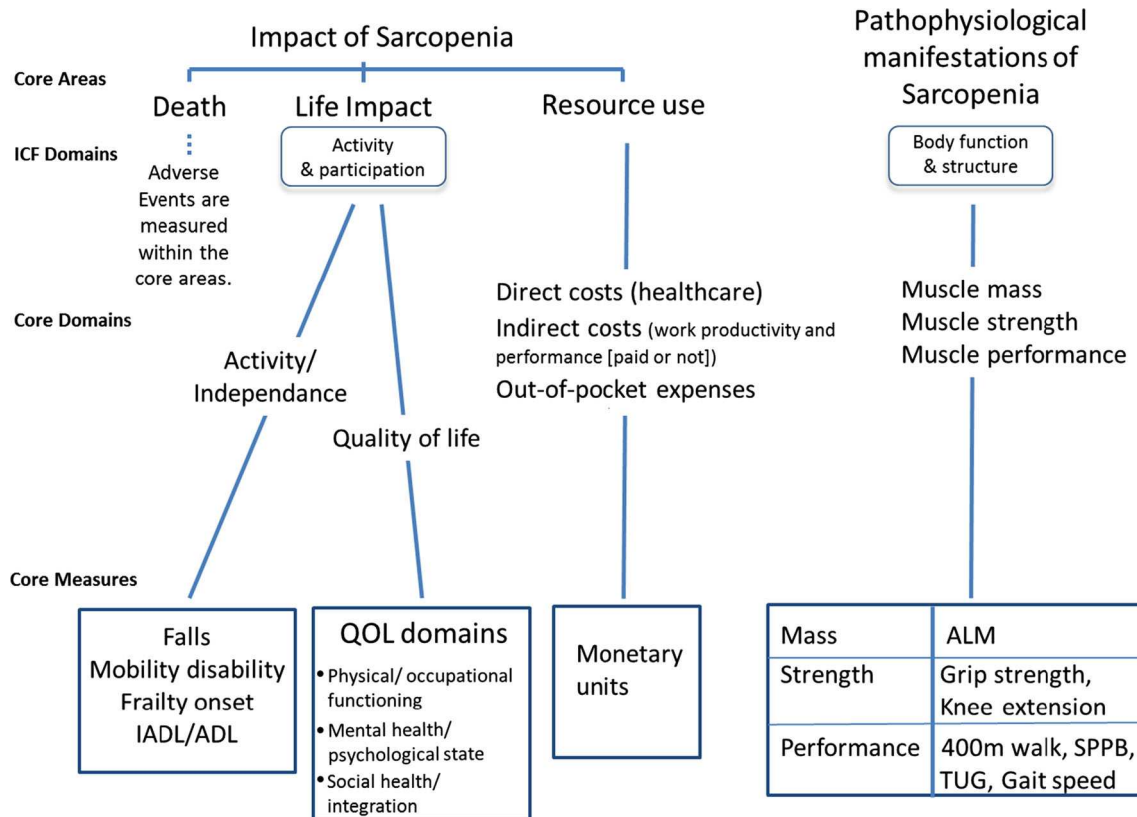 Impact of Sarcopenia
Pathophysiological
manifestations of
Sarcopenia
Core Areas
Death
Life Impact
Resource use
ICF Domains
Activity
& participation
Body function
& structure
Adverse
Events are
measured
within the
core areas.
Core Domains
Activity/
Independance
Quality of life
Direct costs (healthcare)
Indirect costs (work productivity and
performance [paid or not])
Out-of-pocket expenses
Muscle mass
Muscle strength
Muscle performance
Core Measures
Falls
Mobility disability
Frailty onset
IADL/ADL
QOL domains
• Physical/ occupational
functioning
• Mental health/
psychological state
• Social health/
integration
Monetary
units
Mass ALM
Strength Grip strength,
Knee extension
Performance 400m walk, SPPB,
TUG, Gait speed